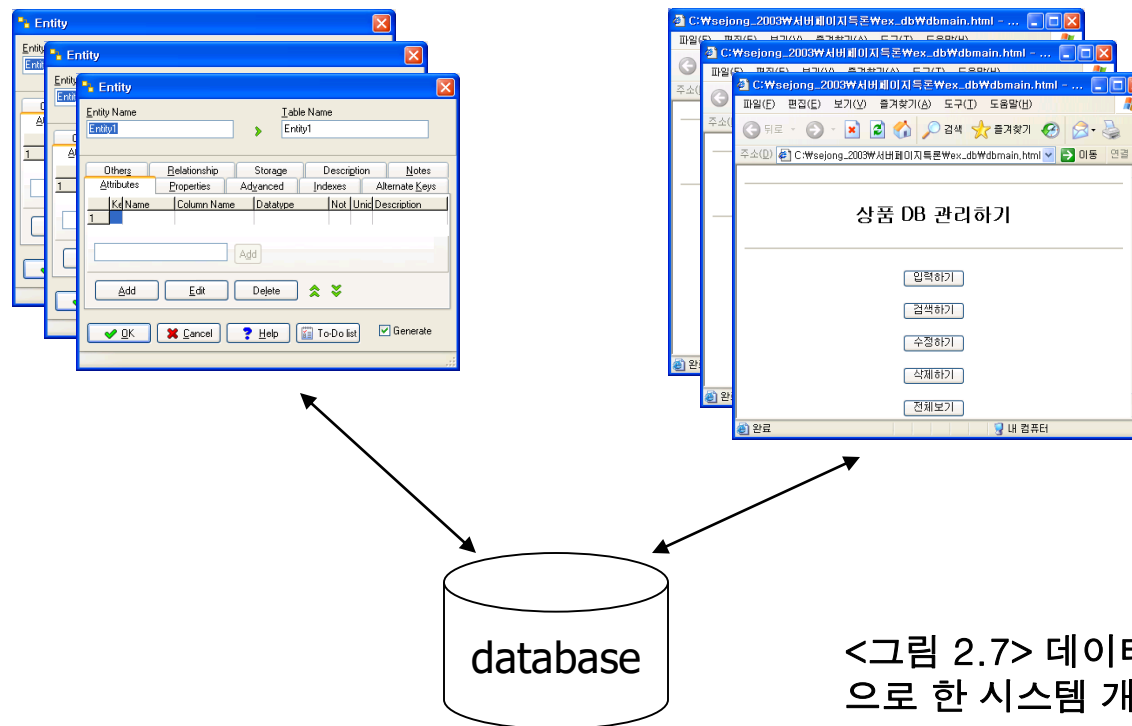 Entity
Entity
Entity
Entity Name
Table Name
Entity1
Entity1
Others Relationship Storage Description Notes
Attributes Properties Advanced Indexes Alternate Keys
Name Column Name Datatype Not Description
1
Add
Add Edit Delete
OK Cancel Help To-Do list Generate
C:₩sejong_2003₩서버페이지특론₩ex_db₩dbmain.html - ...
C:₩sejong_2003₩서버페이지특론₩ex_db₩dbmain.html - ...
C:₩sejong_2003₩서버페이지특론₩ex_db₩dbmain.html - ...
파일(F) 편집(E) 보기(V) 즐겨찾기(A) 도구(T) 도움말(H)
뒤로 검색 즐겨찾기
주소(D) C:₩sejong_2003₩서버페이지특론₩ex_db₩dbmain.html 이동 연결
상품 DB 관리하기
입력하기
검색하기
수정하기
삭제하기
전체보기
완료 내 컴퓨터
database
<그림 2.7> 데이터
으로 한 시스템 개